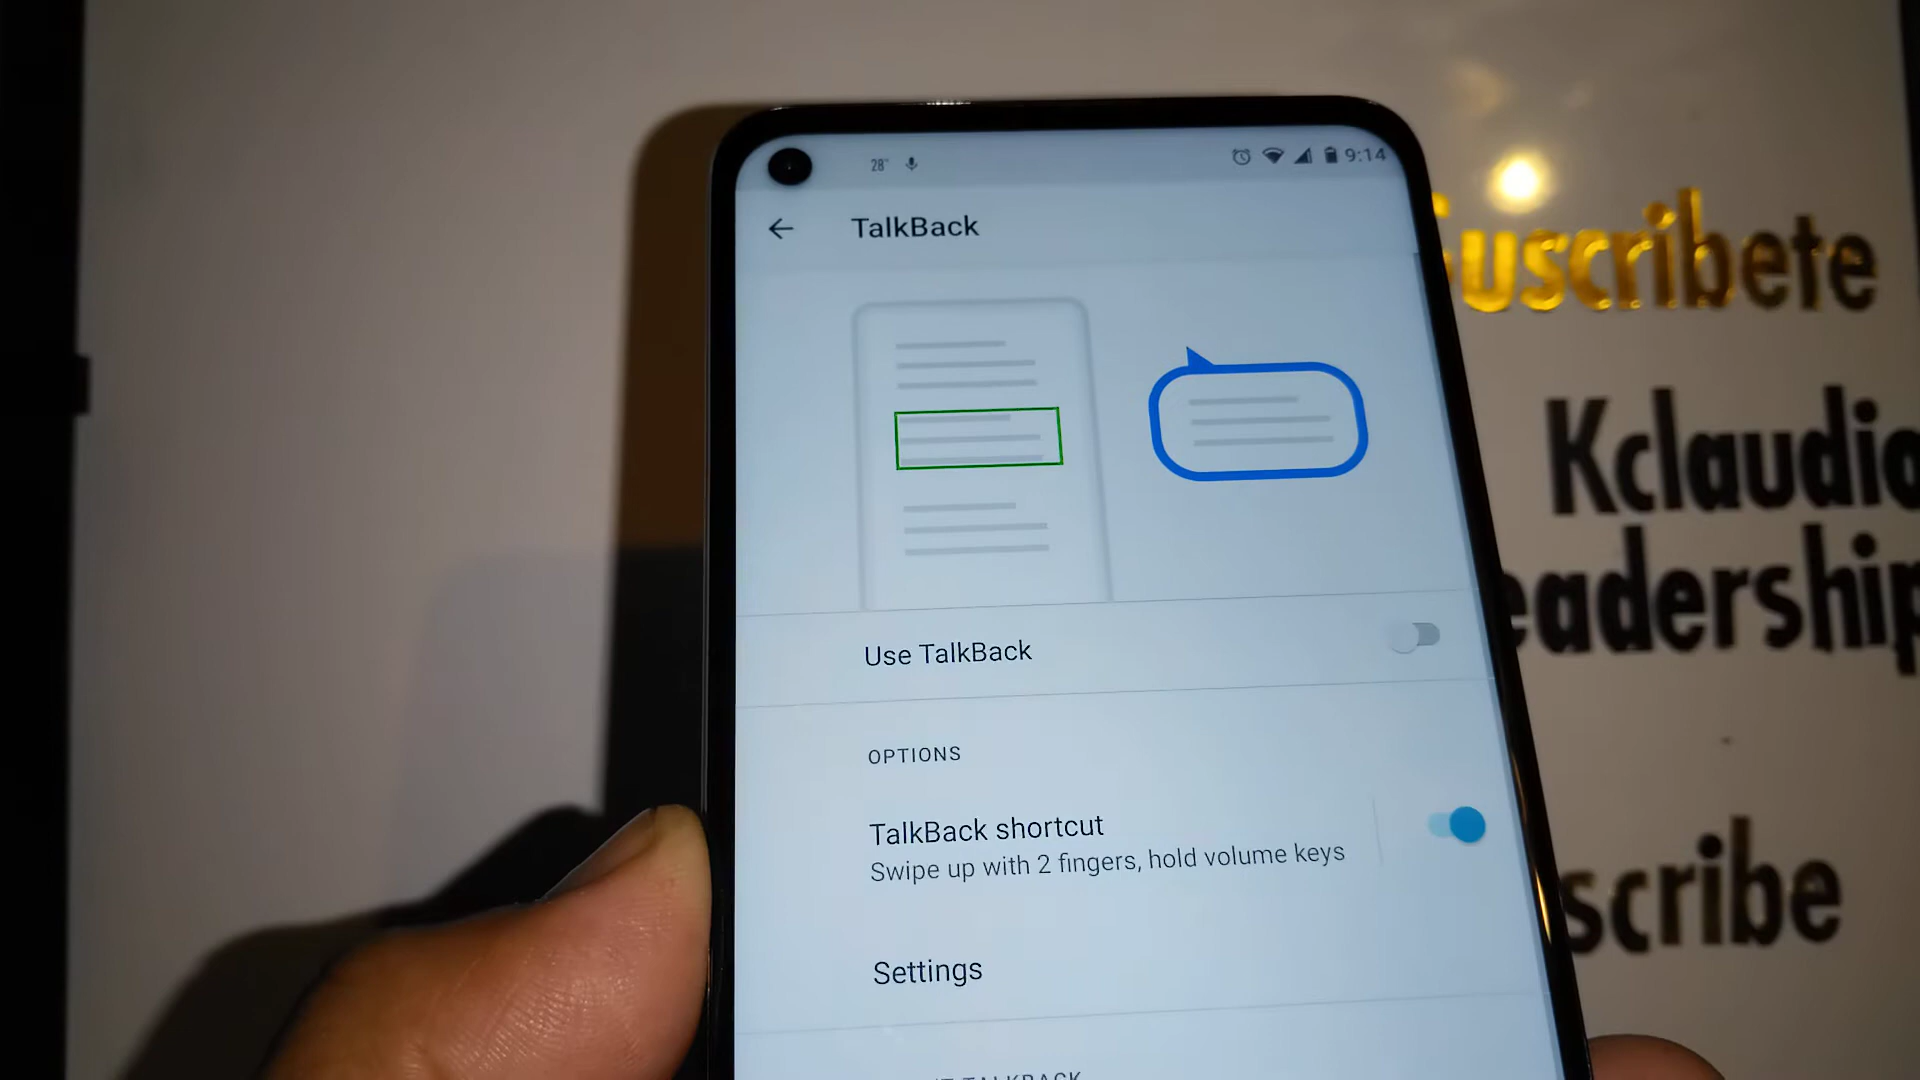 28°
9:14
TalkBack
Use TalkBack
OPTIONS
TalkBack shortcut
Swipe up with 2 fingers, hold volume keys
Settings
TALKBACK
Suscribete
Kclaudio
eadership
scribe